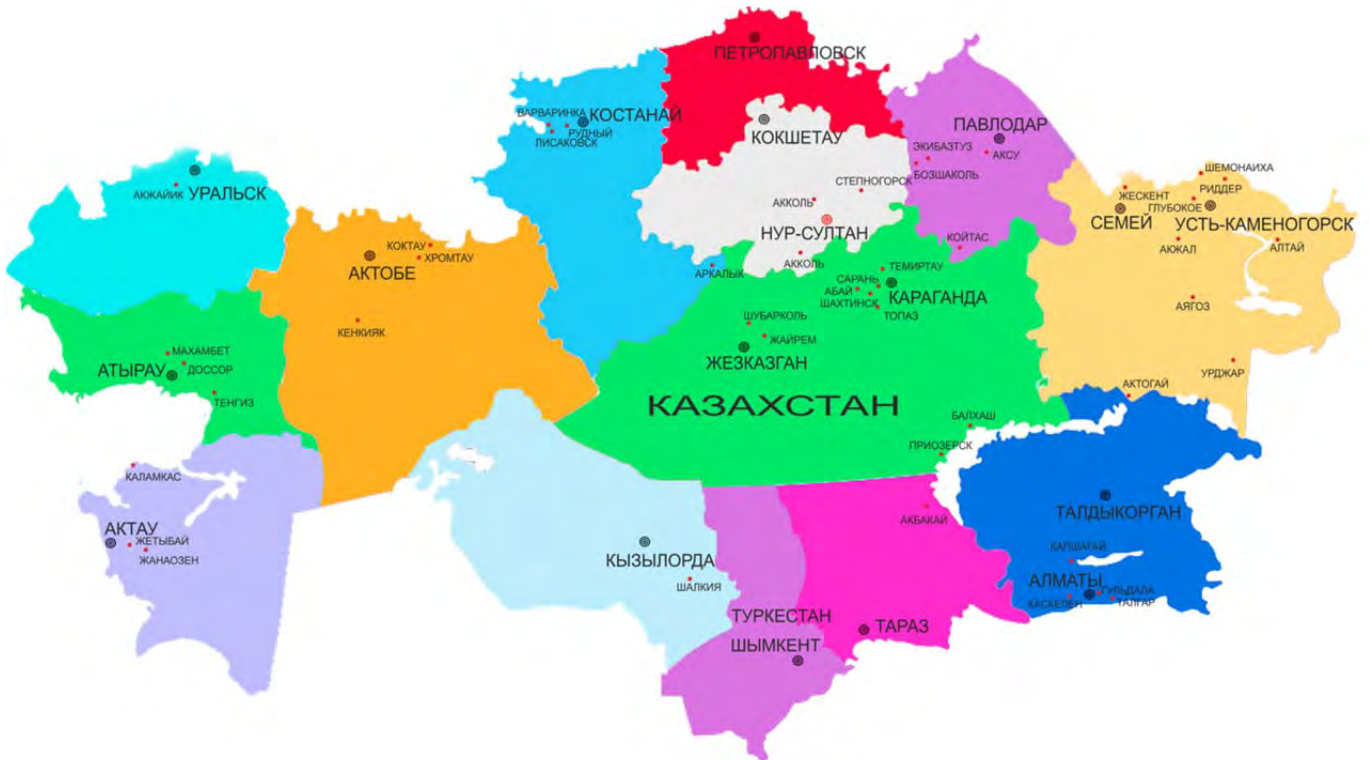 ПЕТРОПАВЛОВСК
ВАРВАРИНКА
КОСТАНАЙ
РУДНЫЙ
ЛИСАКОВСК
КОКШЕТАУ
ПАВЛОДАР
ЭКИБАЗТУЗ
АКСУ
БОЗШАКОЛЬ
ШЕМОНАИХА
АКЖАЙИК
УРАЛЬСК
СТЕПНОГОРСК
ЖЕСКЕНТ
РИДДЕР
АККОЛЬ
ГЛУБОКОЕ
СЕМЕЙ
УСТЬ-КАМЕНОГОРСК
НУР-СУЛТАН
КОКТАУ
ХРОМТАУ
АКТОБЕ
КОЙТАС
АКЖАЛ
АЛТАЙ
АККОЛЬ
АРКАЛЫК
ТЕМИРТАУ
САРАНЬ
АБАЙ
КАРАГАНДА
ШАХТИНСК
ТОПАЗ
АЯГОЗ
КЕНКИЯК
ШУБАРКОЛЬ
ЖАЙРЕМ
ЖЕЗКАЗГАН
МАХАМБЕТ
АТЫРАУ
ДОССОР
УРДЖАР
ТЕНГИЗ
АКТОГАЙ
КАЗАХСТАН
БАЛХАШ
ПРИОЗЕРСК
КАЛАМКАС
ТАЛДЫКОРГАН
АКБАКАЙ
АКТАУ
ЖЕТЫБАЙ
ЖАНАОЗЕН
КЫЗЫЛОРДА
КАПШАГАЙ
ШАЛКИЯ
АЛМАТЫ
ГУЛЬДАЛА
КАСКЕЛЕН
ТАЛГАР
ТУРКЕСТАН
ТАРАЗ
ШЫМКЕНТ